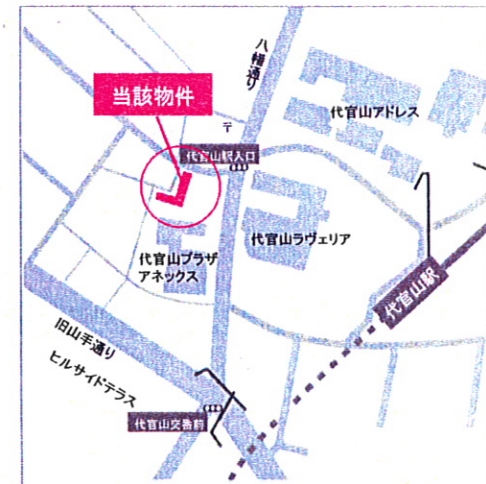 八幡通り
当該物件
代官山アドレス
〒
代官山駅入口
代官山ラヴェリア
代官山プラザ
アネックス
代官山駅
旧山手通り
ヒルサイドテラス
代官山交番前